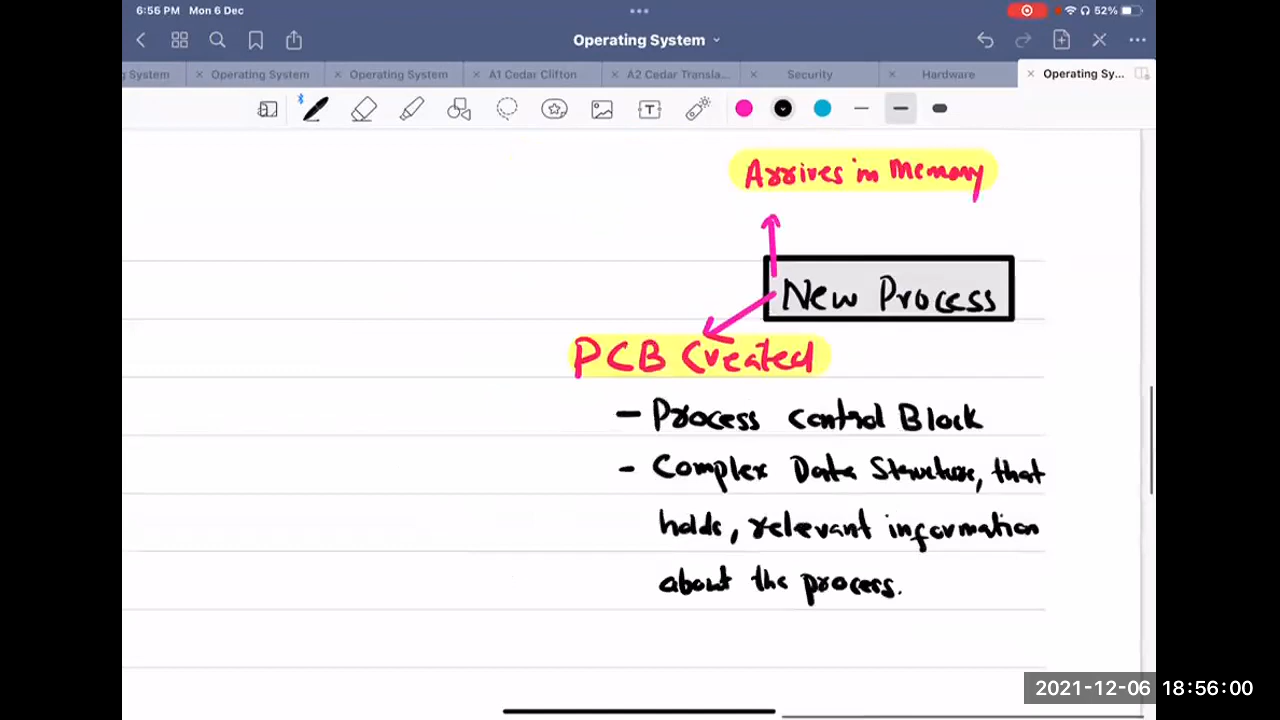 6:56 PM Mon 6 Dec
52%
Operating System
g System
Operating System
Operating System
A1 Cedar Clifton
A2 Cedar Transla...
Security
Hardware
Operating Sy...
Arrives in Memory
New Process
PCB Created
- Process Control Block
- Complex Data Structure, that
holds, relevant information
about the process.
2021-12-06 18:56:00